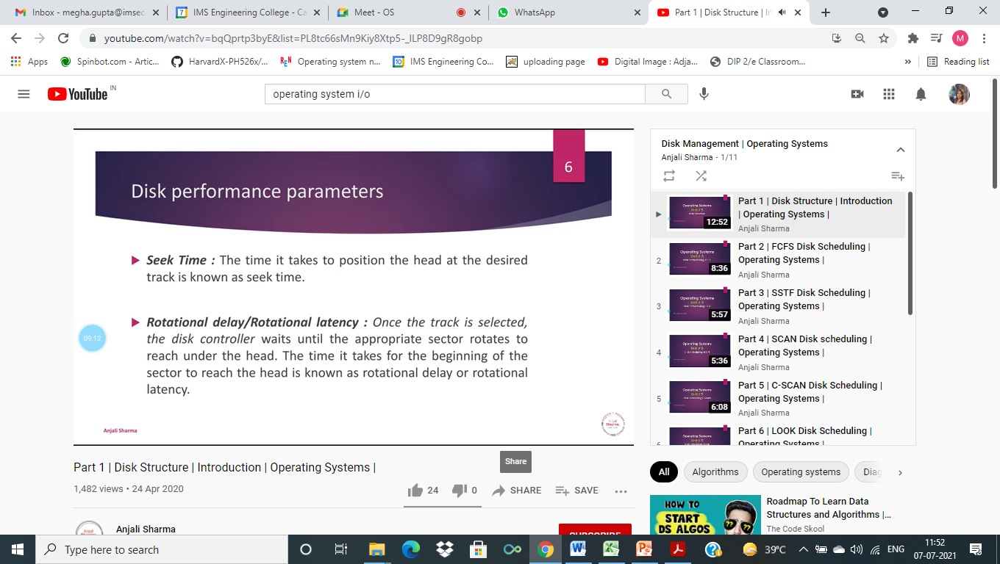 Inbox - megha.gupta@imsec
IMS Engineering College - Ca
Meet - OS
WhatsApp
Part 1 | Disk Structure | In
youtube.com/watch?v=bqQprtp3byE&list=PL8tc66sMn9Kiy8Xtp5-_lLP8D9gR8gobp
M
Apps
Spinbot.com - Artic...
HarvardX-PH526x/...
Operating system n...
IMS Engineering Co...
uploading page
Digital Image : Adja...
DIP 2/e Classroom...
»
Reading list
YouTube IN
operating system i/o
6
Disk performance parameters
Seek Time : The time it takes to position the head at the desired
track is known as seek time.
Rotational delay/Rotational latency : Once the track is selected,
the disk controller waits until the appropriate sector rotates to
reach under the head. The time it takes for the beginning of the
sector to reach the head is known as rotational delay or rotational
latency.
09:12
Anjali Sharma
Anjali
Sharma
Disk Management | Operating Systems
Anjali Sharma - 1/11
Part 1 | Disk Structure | Introduction
| Operating Systems |
Anjali Sharma
12:52
2
Part 2 | FCFS Disk Scheduling |
Operating Systems |
Anjali Sharma
8:36
3
Part 3 | SSTF Disk Scheduling |
Operating Systems |
Anjali Sharma
5:57
4
Part 4 | SCAN Disk scheduling |
Operating Systems |
Anjali Sharma
5:36
5
Part 5 | C-SCAN Disk Scheduling |
Operating Systems |
Anjali Sharma
6:08
Part 6 | LOOK Disk Scheduling |
Operating Systems |
Share
Part 1 | Disk Structure | Introduction | Operating Systems |
1,482 views • 24 Apr 2020
24
0
SHARE
SAVE
All
Algorithms
Operating systems
Diag
HOW TO
START
DS ALGOS
??
??
Roadmap To Learn Data
Structures and Algorithms |...
The Code Skool
Anjali Sharma
SUBSCRIBE
Type here to search
39°C
ENG
11:52
07-07-2021